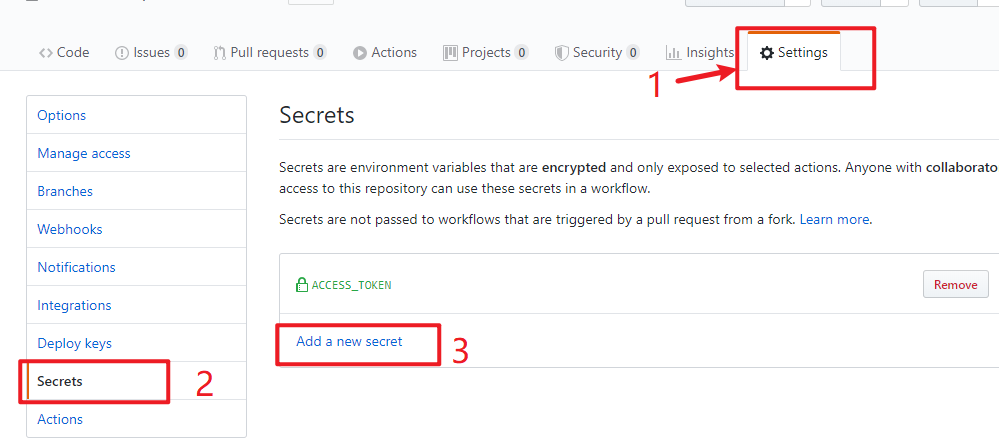 Code Issues 0 Pull requests 0 Actions Projects 0 Security 0 Insights Settings
1
Options
Manage access
Branches
Webhooks
Notifications
Integrations
Deploy keys
Secrets
2
Actions
Secrets
Secrets are environment variables that are encrypted and only exposed to selected actions. Anyone with collaborato
access to this repository can use these secrets in a workflow.
Secrets are not passed to workflows that are triggered by a pull request from a fork. Learn more.
ACCESS_TOKEN Remove
Add a new secret
3